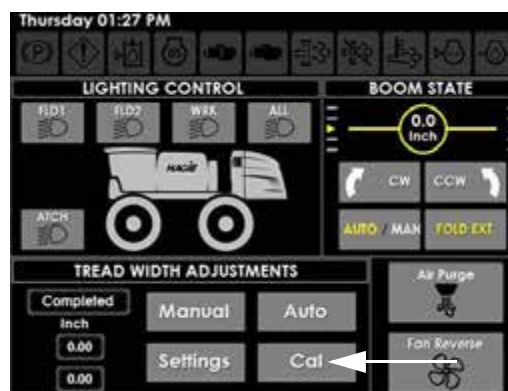 Thursday 01:27 PM
LIGHTING CONTROL
FLD1 FLD2 WRK ALL
HAGIE
ATCH
BOOM STATE
0.0
Inch
CW CCW
AUTO / MAN FOLD EXT
TREAD WIDTH ADJUSTMENTS
Completed
Inch
0.00
0.00
Manual Auto
Settings Cal
Air Purge
Fan Reverse